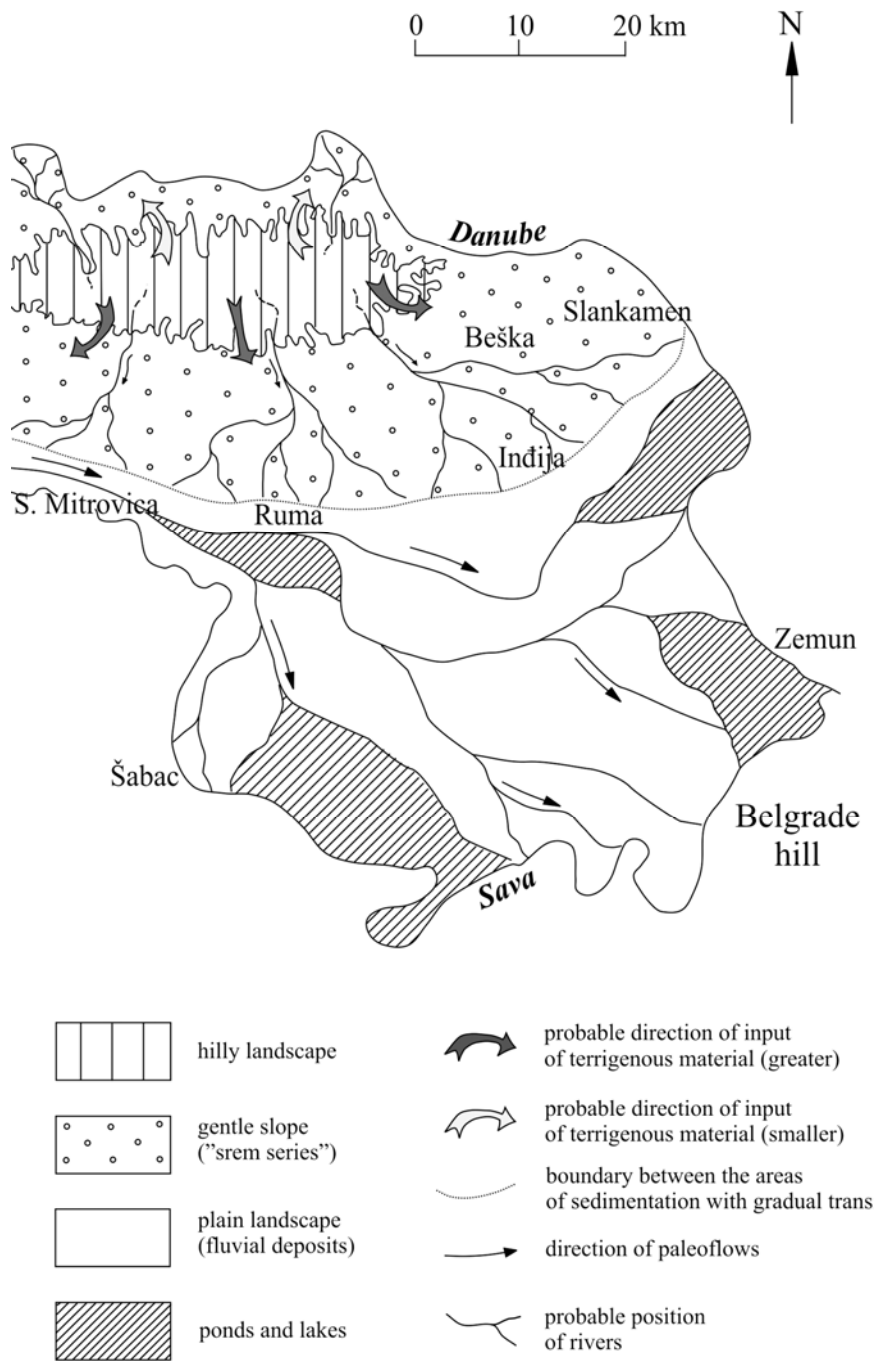 0 10 20 km
N
Danube
Slankamen
Beška
Inđija
S. Mitrovica
Ruma
Zemun
Šabac
Belgrade
hill
Sava
hilly landscape
gentle slope
("srem series")
plain landscape
(fluvial deposits)
ponds and lakes
probable direction of input
of terrigenous material (greater)
probable direction of input
of terrigenous material (smaller)
boundary between the areas
of sedimentation with gradual trans
direction of paleoflows
probable position
of rivers